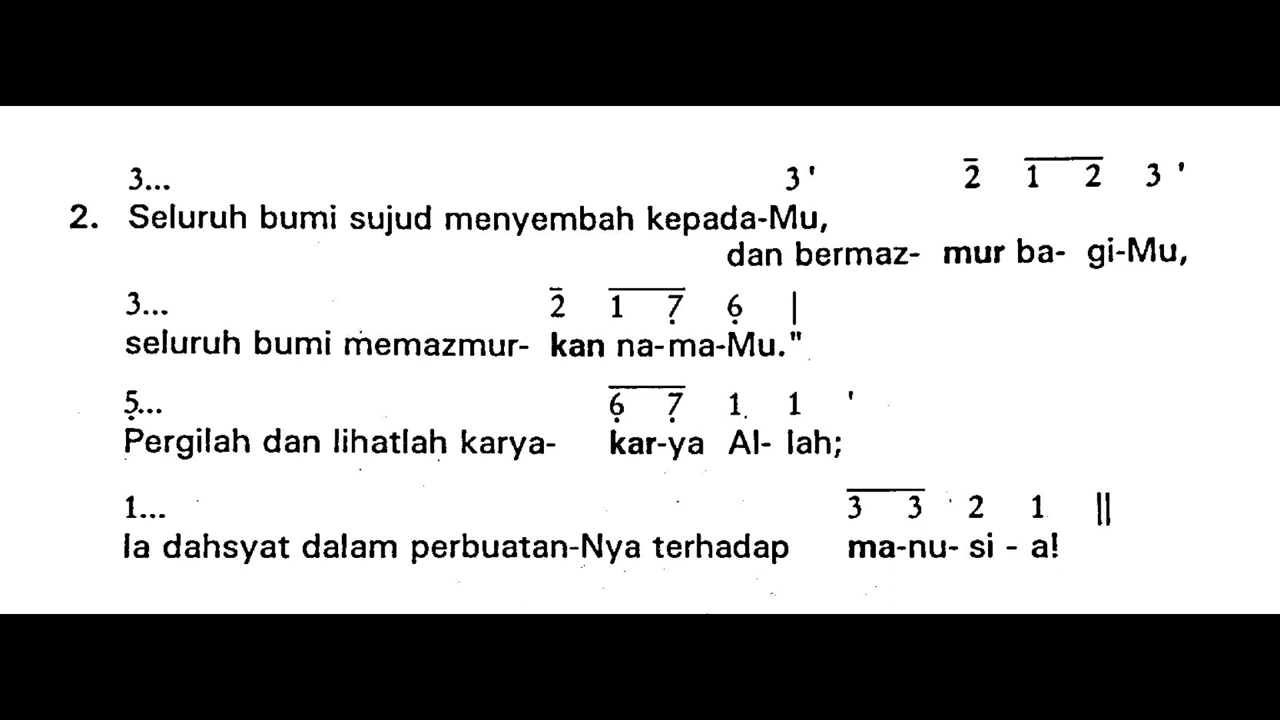 3... 3 ' 2̄ 1̅ ̅2̅ 3 '
2. Seluruh bumi sujud menyembah kepada-Mu,
dan bermaz- mur ba- gi-Mu,
3... 2̄ 1̅ ̅7̣̅ 6̣ |
seluruh bumi memazmur- kan na-ma-Mu."
5̣... 6̣̅ ̅7̣̅ 1 1 '
Pergilah dan lihatlah karya- kar-ya Al- lah;
1... 3̅ ̅3̅ 2 1 ||
Ia dahsyat dalam perbuatan-Nya terhadap ma-nu- si - a!